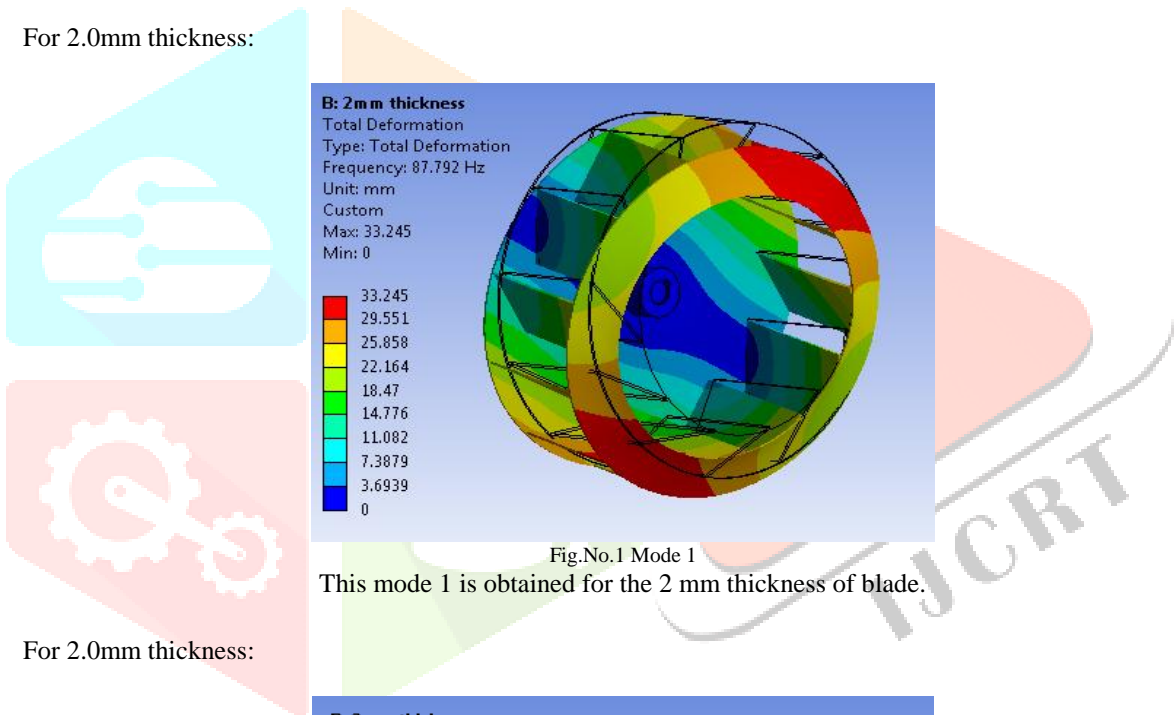 For 2.0mm thickness:
B: 2mm thickness
Total Deformation
Type: Total Deformation
Frequency: 87.792 Hz
Unit: mm
Custom
Max: 33.245
Min: 0
33.245
29.551
25.858
22.164
18.47
14.776
11.082
7.3879
3.6939
0
Fig.No.1 Mode 1
This mode 1 is obtained for the 2 mm thickness of blade.
IJCRT
For 2.0mm thickness: